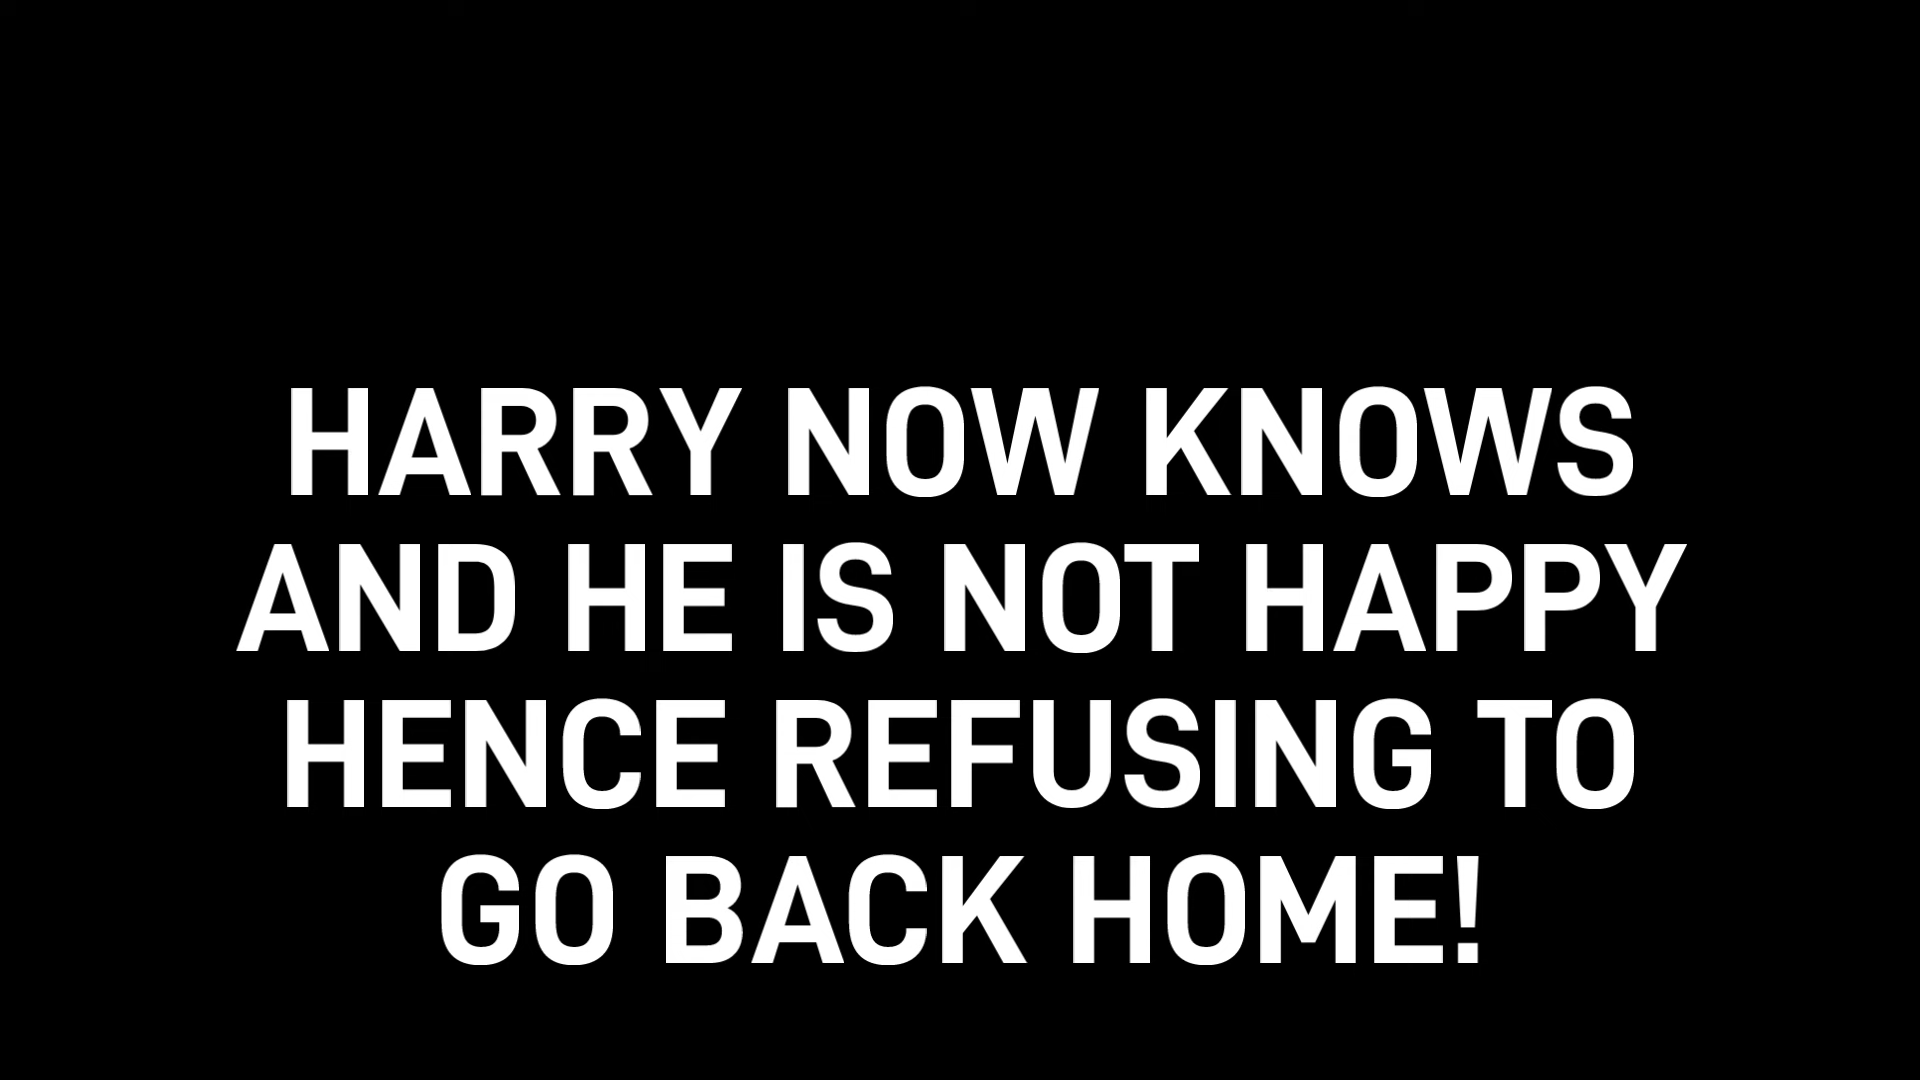 HARRY NOW KNOWS
AND HE IS NOT HAPPY
HENCE REFUSING TO
GO BACK HOME!